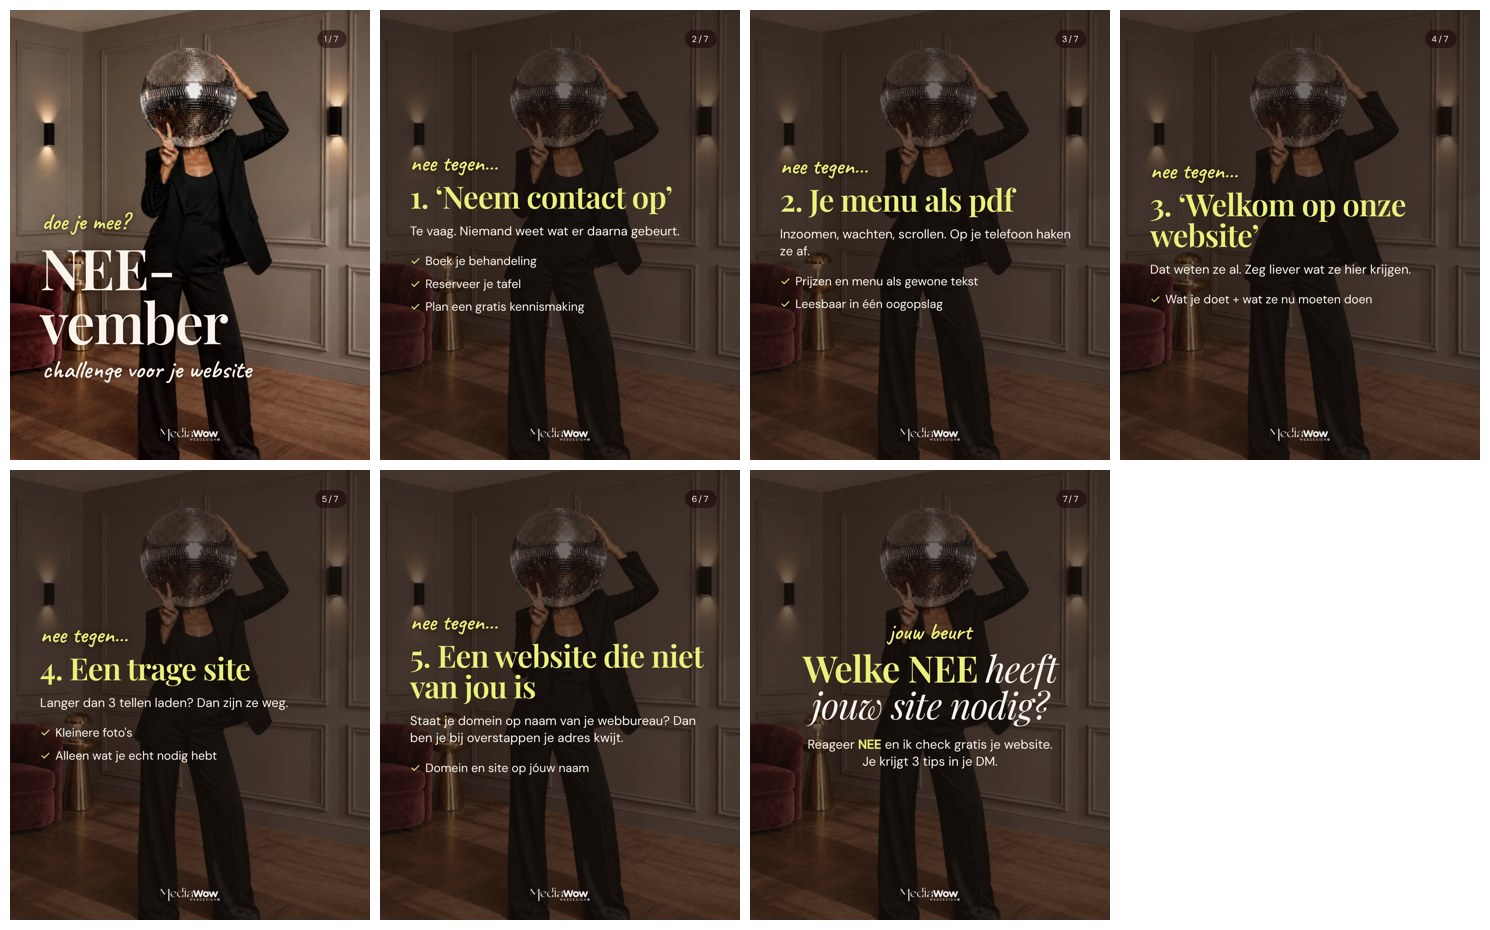 1/7
doe je mee?
NEE-
vember
challenge voor je website
MediaWow
WEBDESIGN
2/7
nee tegen...
1. ‘Neem contact op’
Te vaag. Niemand weet wat er daarna gebeurt.
✓ Boek je behandeling
✓ Reserveer je tafel
✓ Plan een gratis kennismaking
MediaWow
WEBDESIGN
3/7
nee tegen...
2. Je menu als pdf
Inzoomen, wachten, scrollen. Op je telefoon haken
ze af.
✓ Prijzen en menu als gewone tekst
✓ Leesbaar in één oogopslag
MediaWow
WEBDESIGN
4/7
nee tegen...
3. ‘Welkom op onze
website’
Dat weten ze al. Zeg liever wat ze hier krijgen.
✓ Wat je doet + wat ze nu moeten doen
MediaWow
WEBDESIGN
5/7
nee tegen...
4. Een trage site
Langer dan 3 tellen laden? Dan zijn ze weg.
✓ Kleinere foto's
✓ Alleen wat je echt nodig hebt
MediaWow
WEBDESIGN
6/7
nee tegen...
5. Een website die niet
van jou is
Staat je domein op naam van je webbureau? Dan
ben je bij overstappen je adres kwijt.
✓ Domein en site op jóuw naam
MediaWow
WEBDESIGN
7/7
jouw beurt
Welke NEE heeft
jouw site nodig?
Reageer NEE en ik check gratis je website.
Je krijgt 3 tips in je DM.
MediaWow
WEBDESIGN